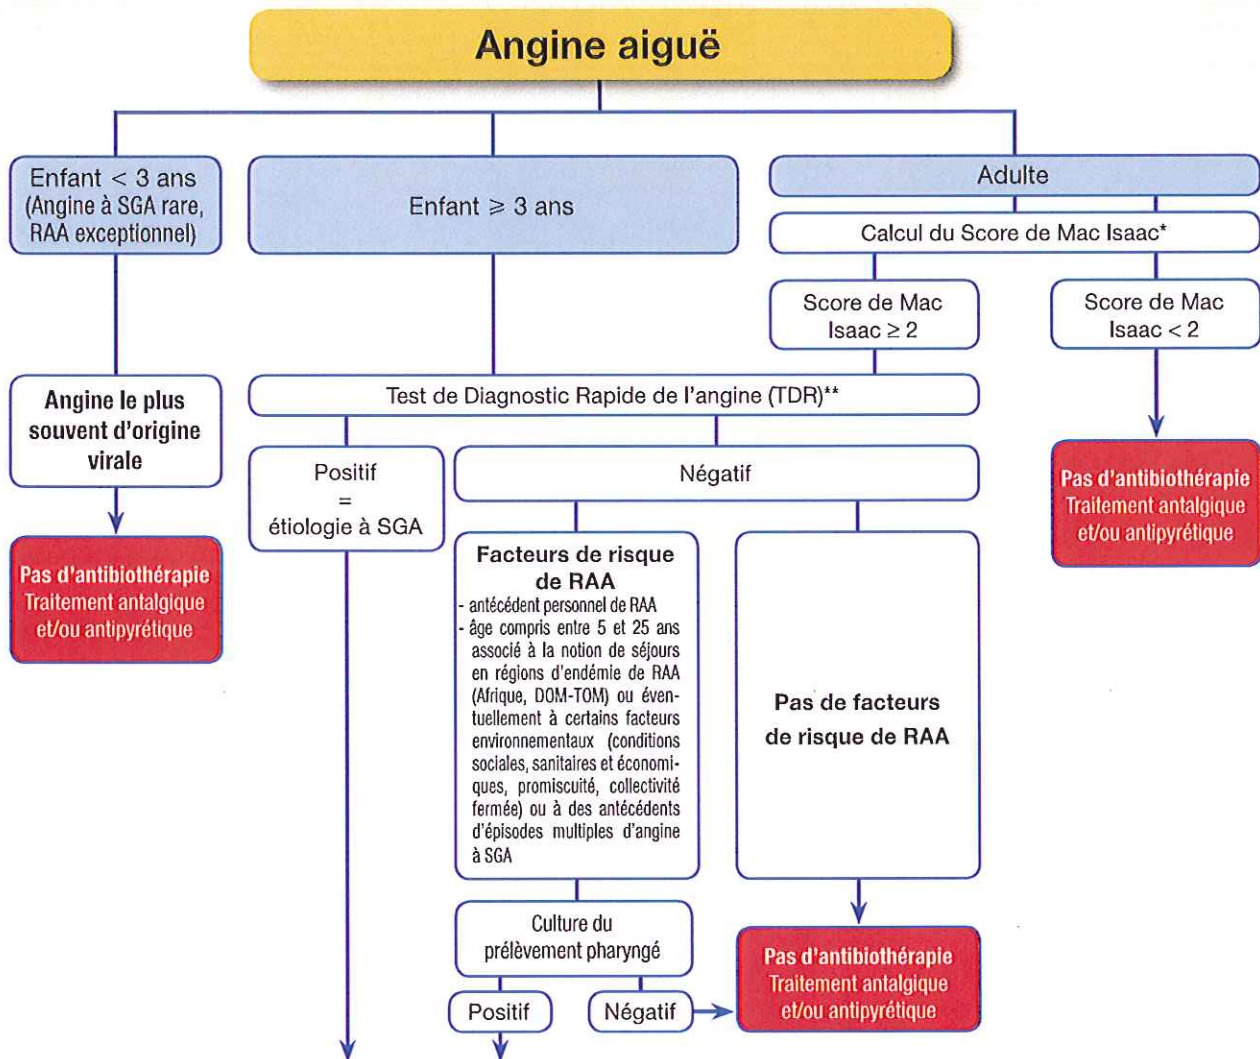 Angine aiguë
Enfant < 3 ans
(Angine à SGA rare,
RAA exceptionnel)
Enfant ⩾ 3 ans
Adulte
Calcul du Score de Mac Isaac*
Score de Mac
Isaac ≥ 2
Score de Mac
Isaac < 2
Angine le plus
souvent d'origine
virale
Test de Diagnostic Rapide de l'angine (TDR)**
Positif
=
étiologie à SGA
Négatif
Pas d'antibiothérapie
Traitement antalgique
et/ou antipyrétique
Pas d'antibiothérapie
Traitement antalgique
et/ou antipyrétique
Facteurs de risque
de RAA
- antécédent personnel de RAA
- âge compris entre 5 et 25 ans
associé à la notion de séjours
en régions d'endémie de RAA
(Afrique, DOM-TOM) ou éven-
tuellement à certains facteurs
environnementaux (conditions
sociales, sanitaires et économi-
ques, promiscuité, collectivité
fermée) ou à des antécédents
d'épisodes multiples d'angine
à SGA
Pas de facteurs
de risque de RAA
Culture du
prélèvement pharyngé
Positif
Négatif
Pas d'antibiothérapie
Traitement antalgique
et/ou antipyrétique